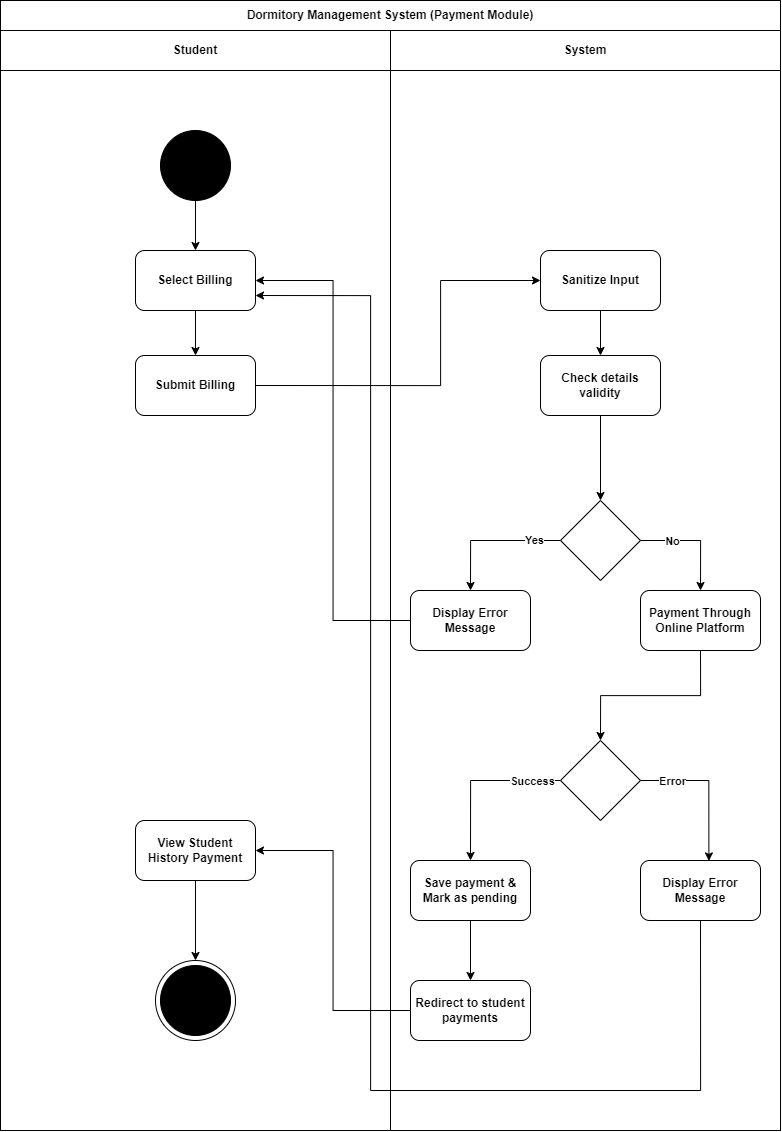 Dormitory Management System (Payment Module)
Student
System
Select Billing
Sanitize Input
Submit Billing
Check details
validity
Yes
No
Display Error
Message
Payment Through
Online Platform
Success
Error
View Student
History Payment
Save payment &
Mark as pending
Display Error
Message
Redirect to student
payments